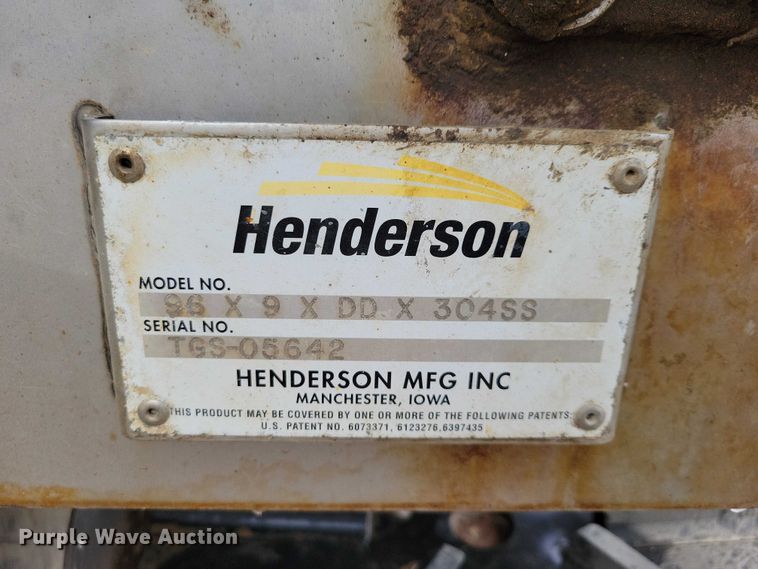 Henderson
MODEL NO.
96 X 9 X DD X 304SS
SERIAL NO.
TGS-05642
HENDERSON MFG INC
MANCHESTER, IOWA
THIS PRODUCT MAY BE COVERED BY ONE OR MORE OF THE FOLLOWING PATENTS:
U.S. PATENT NO. 6073371, 6123276,6397435
Purple Wave Auction